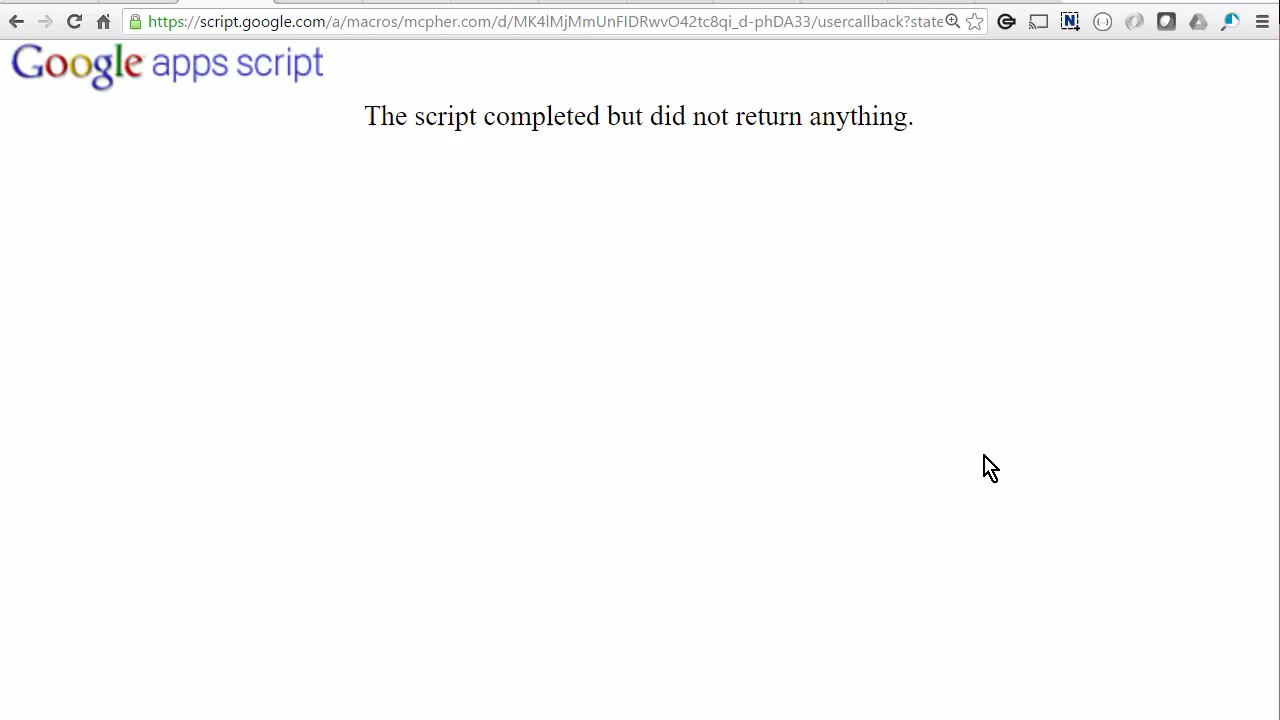 https://script.google.com/a/macros/mcpher.com/d/MK4lMjMmUnFIDRwvO42tc8qi_d-phDA33/usercallback?state
Google apps script
The script completed but did not return anything.